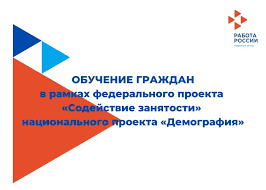 РАБОТА
РОССИИ
ОБУЧЕНИЕ ГРАЖДАН
в рамках федерального проекта
«Содействие занятости»
национального проекта «Демография»